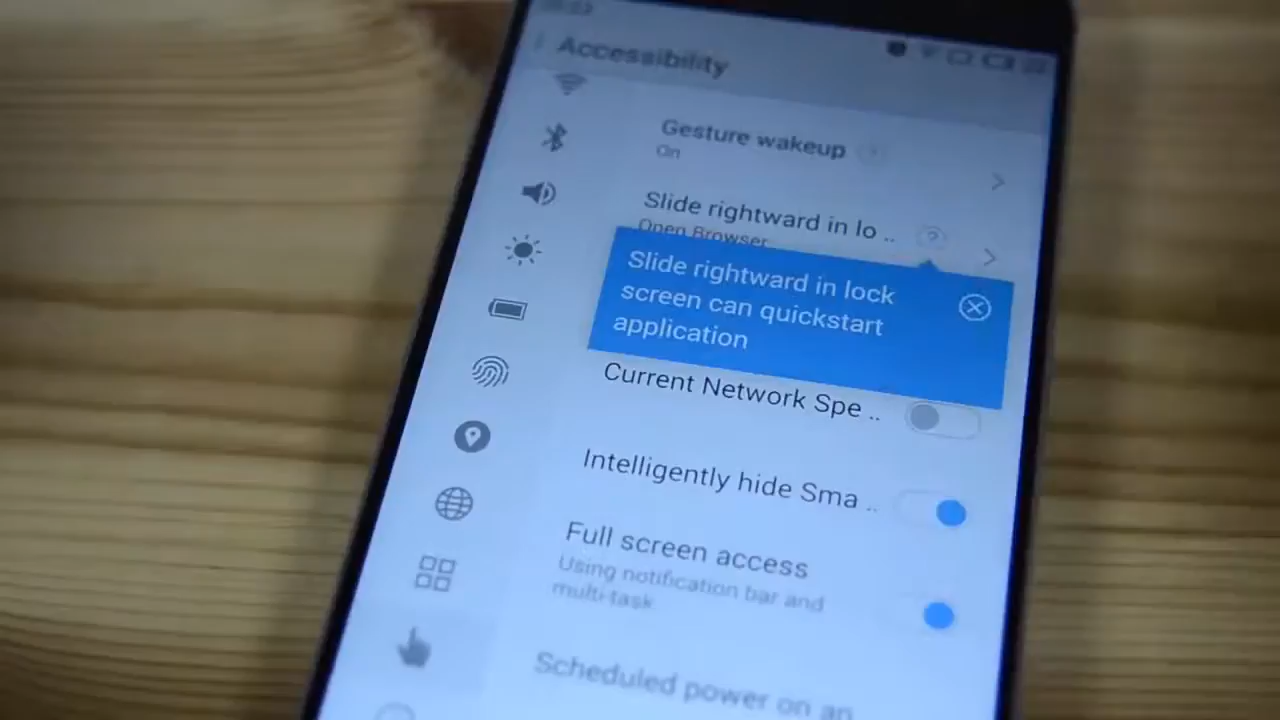 Accessibility
Gesture wakeup
On
Slide rightward in lo ..
Open Browser
Slide rightward in lock
screen can quickstart
application
Current Network Spe ..
Intelligently hide Sma ..
Full screen access
Using notification bar and
multi-task
Scheduled power on an